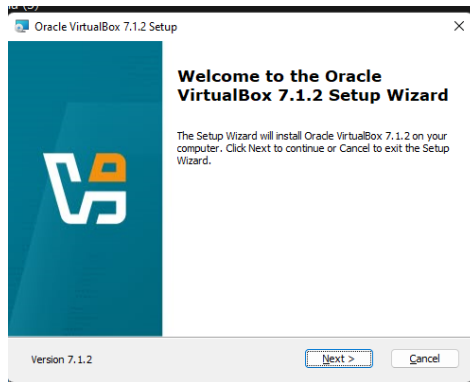 Oracle VirtualBox 7.1.2 Setup
Welcome to the Oracle
VirtualBox 7.1.2 Setup Wizard
The Setup Wizard will install Oracle VirtualBox 7.1.2 on your
computer. Click Next to continue or Cancel to exit the Setup
Wizard.
Version 7.1.2
Next >
Cancel